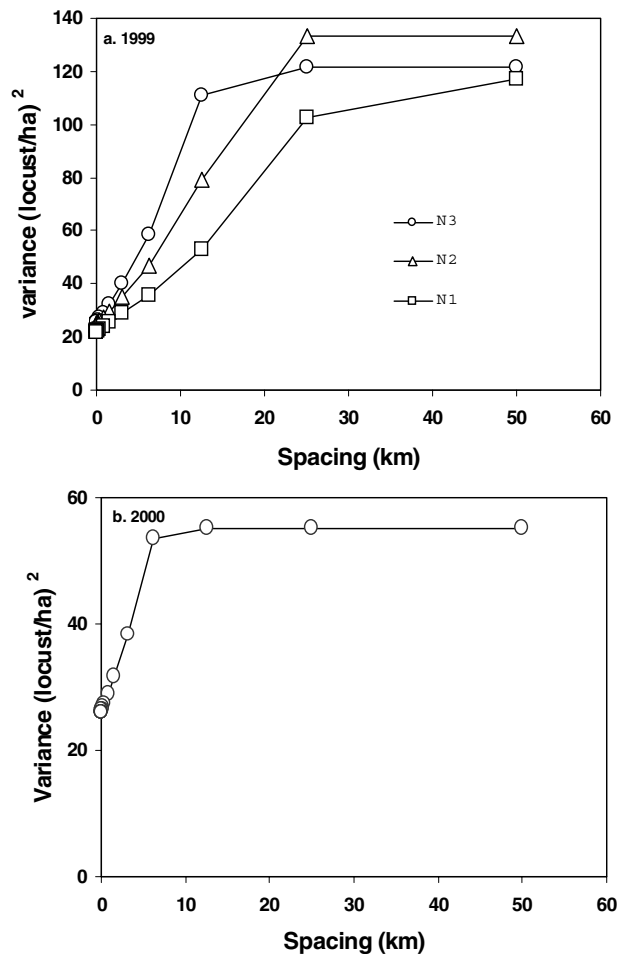 a. 1999
variance (locust/ha) 2
140
120
100
80
60
40
20
0
N3
N2
N1
0 10 20 30 40 50 60
Spacing (km)
b. 2000
Variance (locust/ha) 2
60
40
20
0
0 10 20 30 40 50 60
Spacing (km)